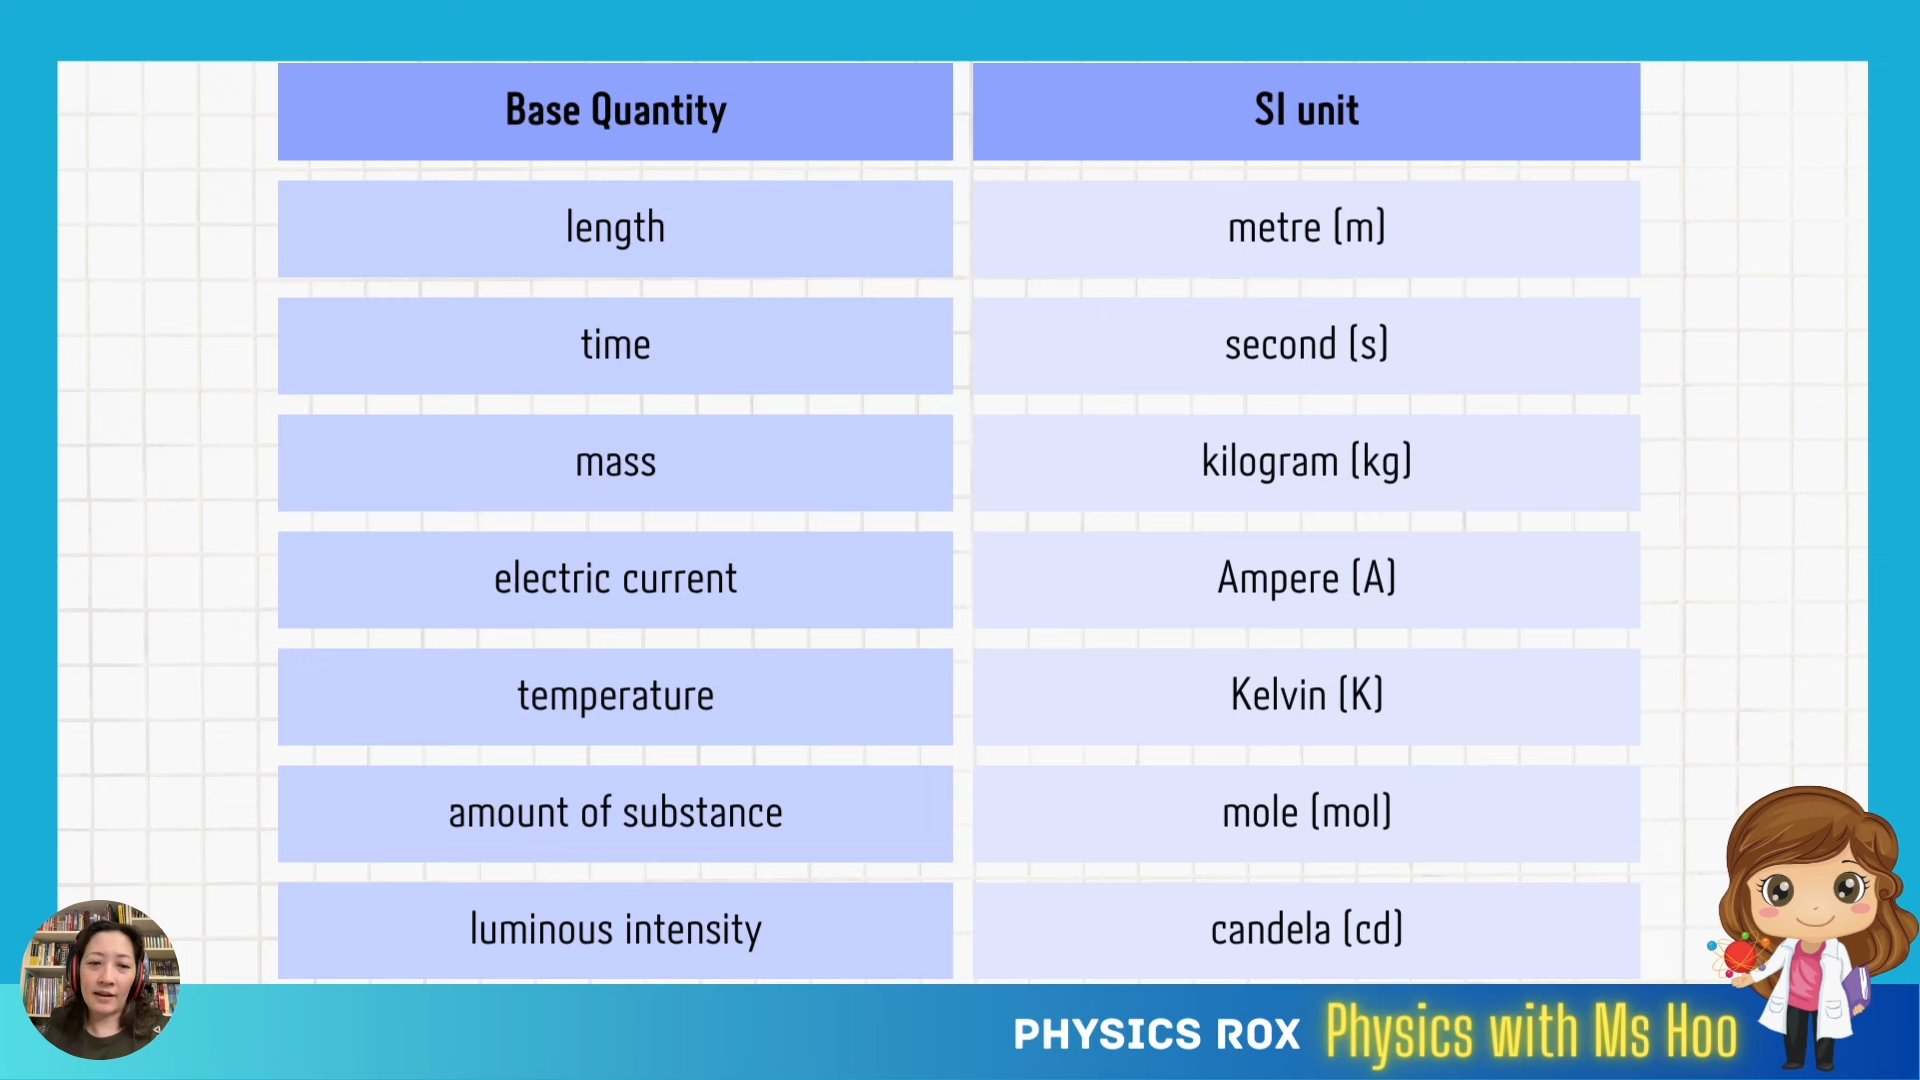 Base Quantity SI unit
length metre (m)
time second (s)
mass kilogram (kg)
electric current Ampere (A)
temperature Kelvin (K)
amount of substance mole (mol)
luminous intensity candela (cd)
PHYSICS ROX Physics with Ms Hoo